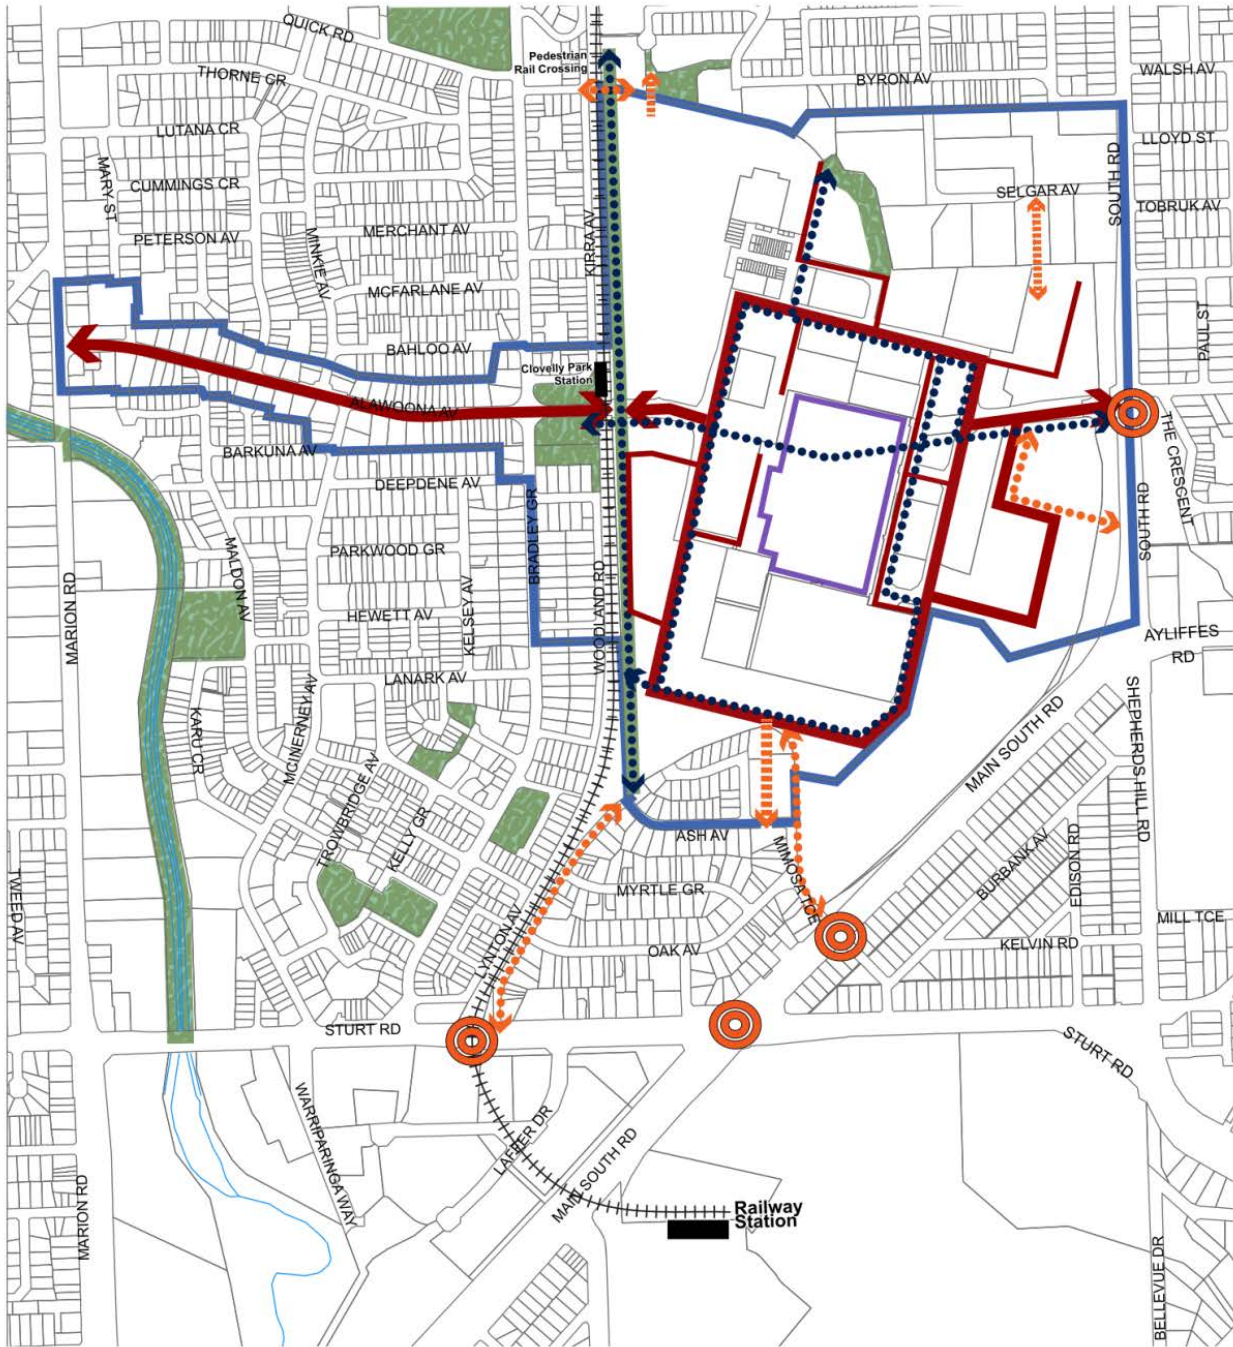 QUICK RD
Pedestrian
Rail Crossing
THORNE CR
BYRON AV
WALSH AV
LUTANA CR
LLOYD ST
MARY ST
CUMMINGS CR
SOUTH RD
SELGAR AV
TOBRUK AV
PETERSON AV
MINKIE AV
MERCHANT AV
KIRRA AV
MCFARLANE AV
PAUL ST
BAHLOO AV
Clovelly Park
Station
ALAWOONA AV
THE CRESCENT
BARKUNA AV
DEEPDENE AV
BRADLEY GR
SOUTH RD
PARKWOOD GR
MALDON AV
MARION RD
HEWETT AV
KELSEY AV
WOODLAND RD
AYLIFFES
RD
LANARK AV
KARU CR
MCINERNEY AV
MAIN SOUTH RD
SHEPHERDS HILL RD
TROWBRIDGE AV
KELLY GR
ASH AV
MIMOSA TCE
BURBANK AV
EDISON RD
TWEED AV
MYRTLE GR
MILL TCE
LYNTON AV
OAK AV
KELVIN RD
STURT RD
STURT RD
WARRIPARINGA WAY
LAFFER DR
MAIN SOUTH RD
MARION RD
Railway
Station
BELLEVUE DR